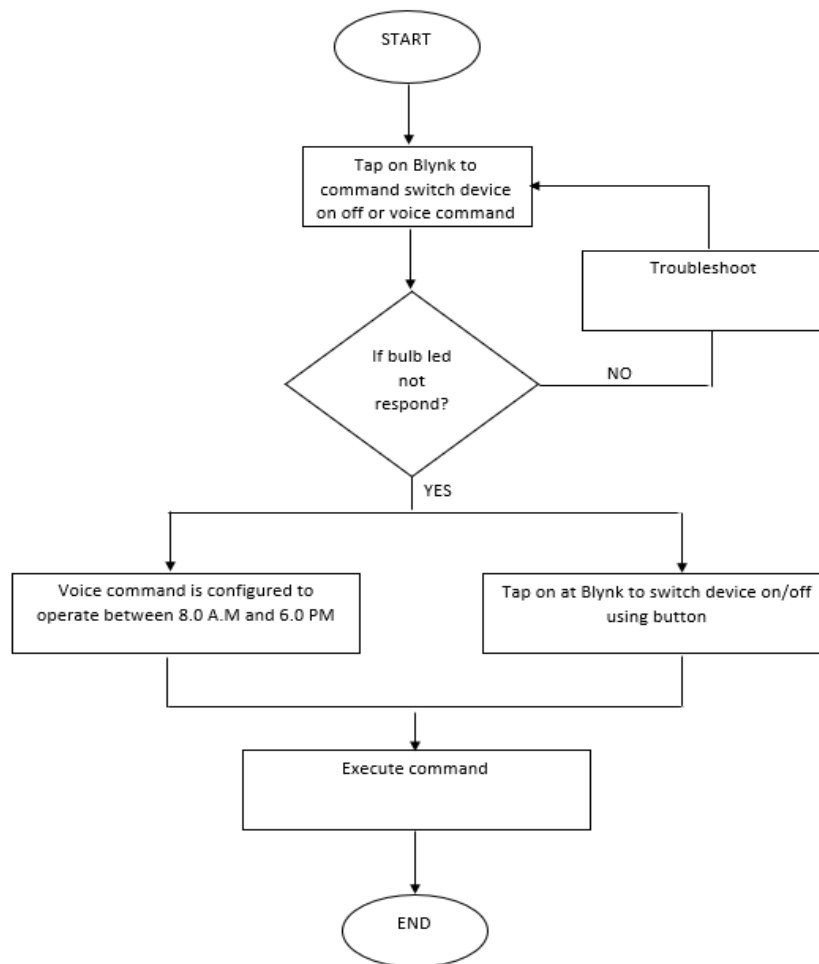 START
Tap on Blynk to
command switch device
on off or voice command
Troubleshoot
If bulb led
not
respond?
NO
YES
Voice command is configured to
operate between 8.0 A.M and 6.0 PM
Tap on at Blynk to switch device on/off
using button
Execute command
END